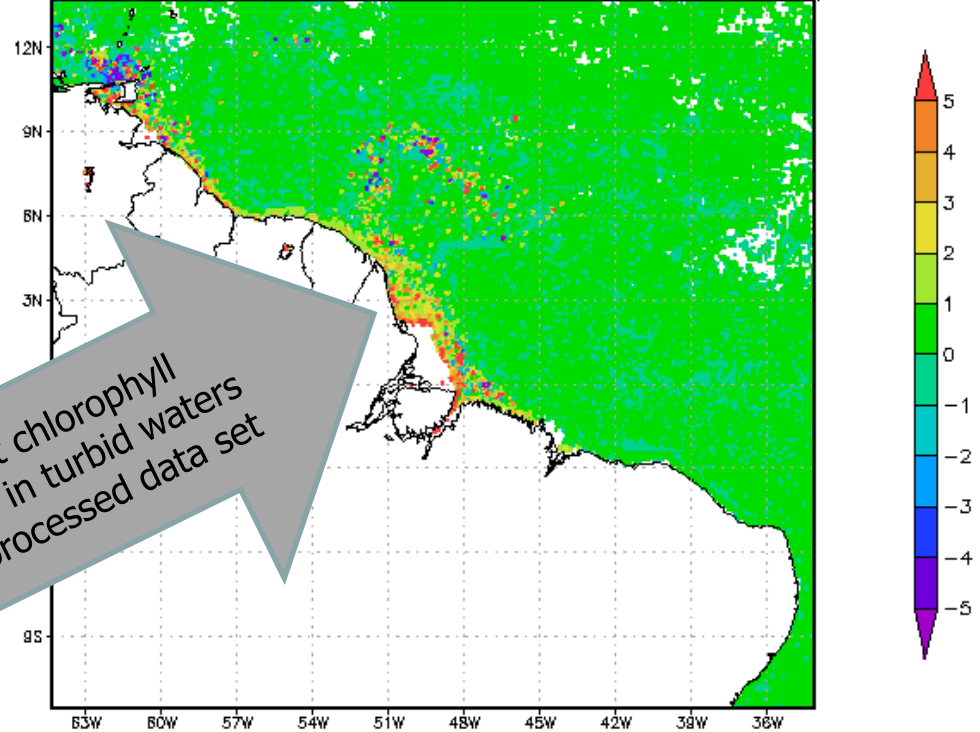 12N
9N
6N
3N
9S
63W 60W 57W 54W 51W 48W 45W 42W 39W 36W
chlorophyll
in turbid waters
processed data set
5
4
3
2
1
0
−1
−2
−3
−4
−5